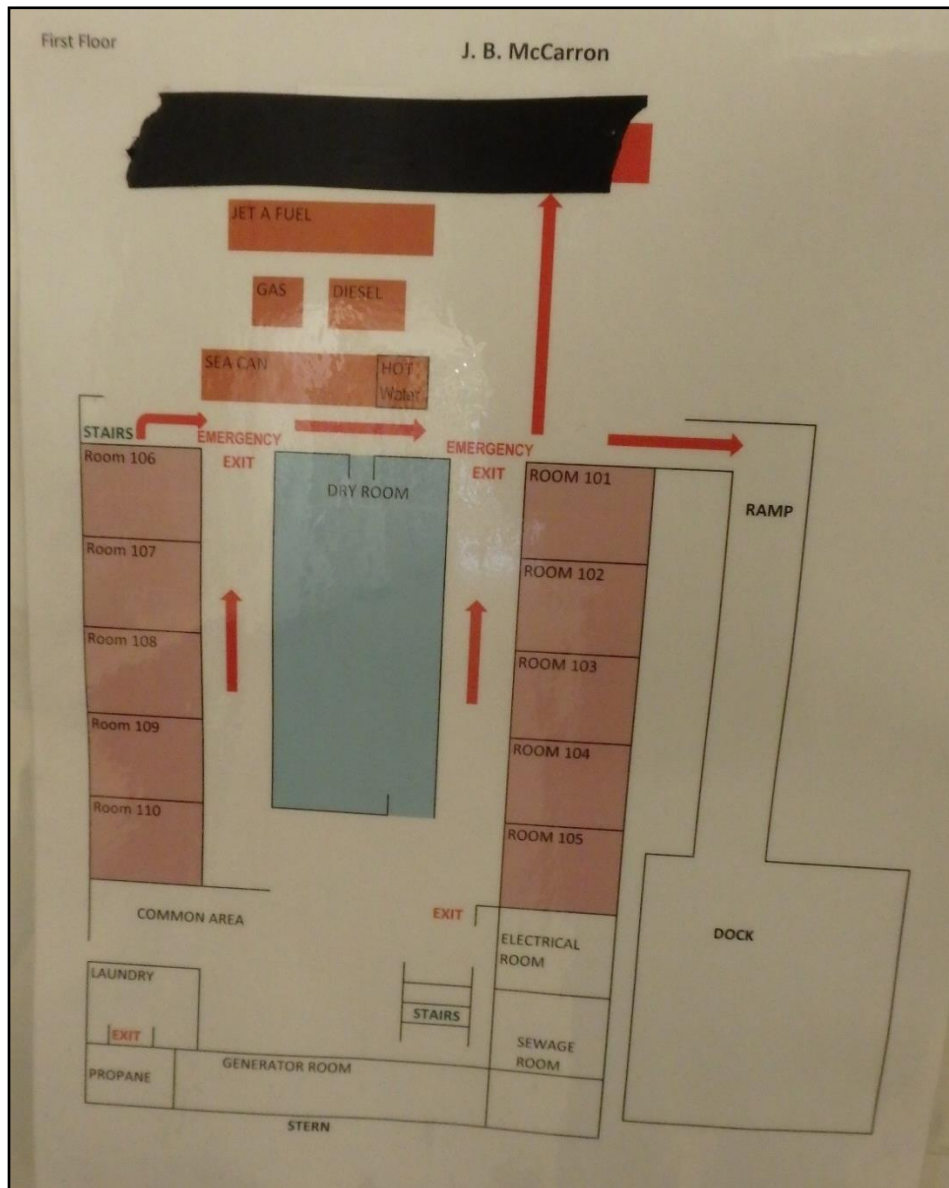 First Floor
J. B. McCarron
JET A FUEL
GAS
DIESEL
SEA CAN
HOT
Water
STAIRS
EMERGENCY
EXIT
EMERGENCY
EXIT
Room 106
DRY ROOM
ROOM 101
RAMP
Room 107
ROOM 102
Room 108
ROOM 103
Room 109
ROOM 104
Room 110
ROOM 105
COMMON AREA
EXIT
ELECTRICAL
ROOM
DOCK
LAUNDRY
STAIRS
EXIT
SEWAGE
ROOM
PROPANE
GENERATOR ROOM
STERN